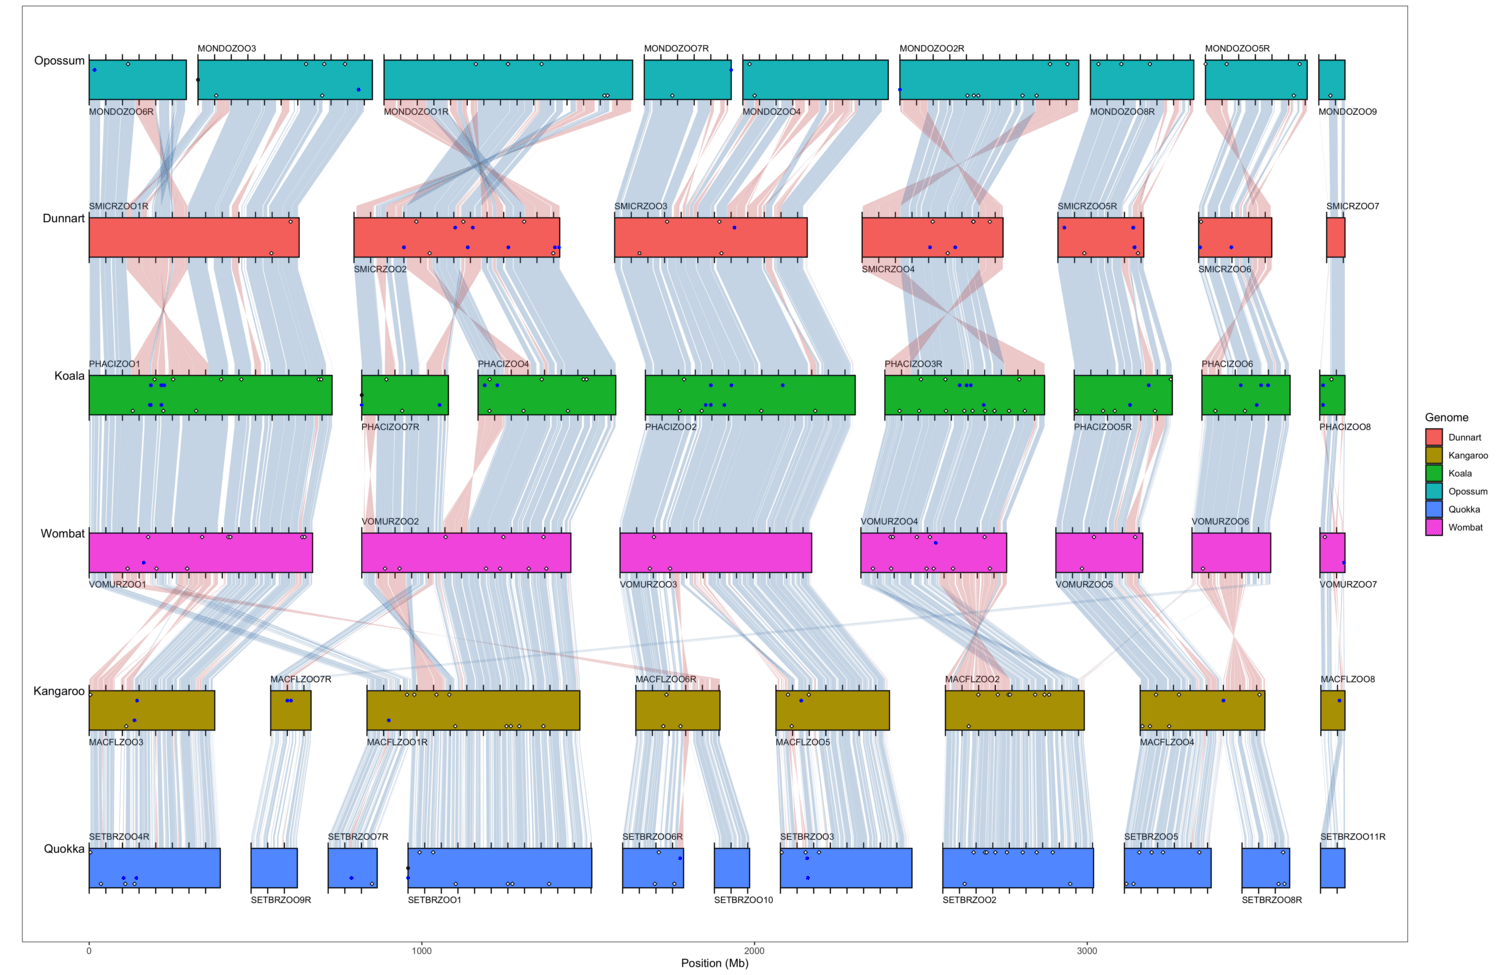 MONDOZOO3 MONDOZOO7R MONDOZOO2R MONDOZOO5R
Opossum
MONDOZOO6R MONDOZOO1R MONDOZOO4 MONDOZOO8R MONDOZOO9
SMICRZOO1R SMICRZOO3 SMICRZOO5R SMICRZOO7
Dunnart
SMICRZOO2 SMICRZOO4 SMICRZOO6
PHACIZOO1 PHACIZOO4 PHACIZOO3R PHACIZOO6
Koala
PHACIZOO7R PHACIZOO2 PHACIZOO5R PHACIZOO8
VOMURZOO2 VOMURZOO4 VOMURZOO6
Wombat
VOMURZOO1 VOMURZOO3 VOMURZOO5 VOMURZOO7
MACFLZOO7R MACFLZOO6R MACFLZOO2 MACFLZOO8
Kangaroo
MACFLZOO3 MACFLZOO1R MACFLZOO5 MACFLZOO4
SETBRZOO4R SETBRZOO7R SETBRZOO6R SETBRZOO3 SETBRZOO5 SETBRZOO11R
Quokka
SETBRZOO9R SETBRZOO1 SETBRZOO10 SETBRZOO2 SETBRZOO8R
0 1000 2000 3000
Position (Mb)
Genome
Dunnart
Kangaroo
Koala
Opossum
Quokka
Wombat